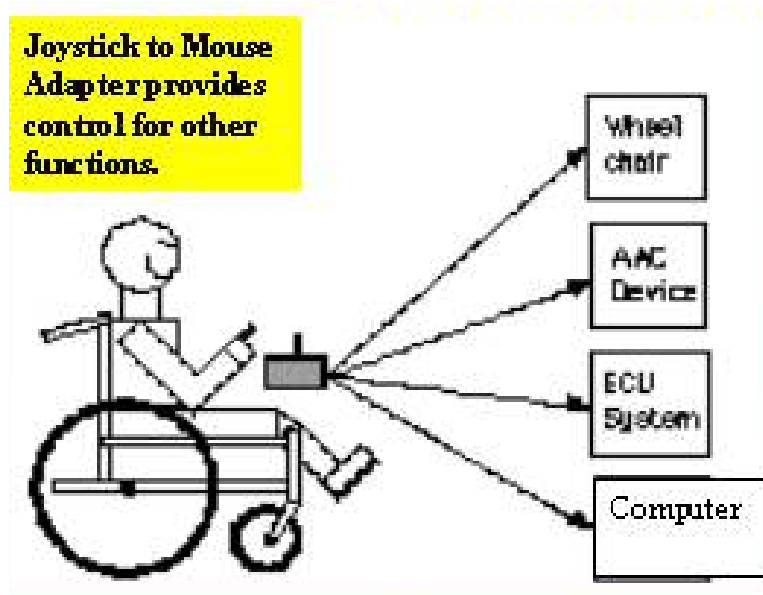 Joystick to Mouse
Adapter provides
control for other
functions.
Wheel
chair
AAC
Device
ECU
System
Computer